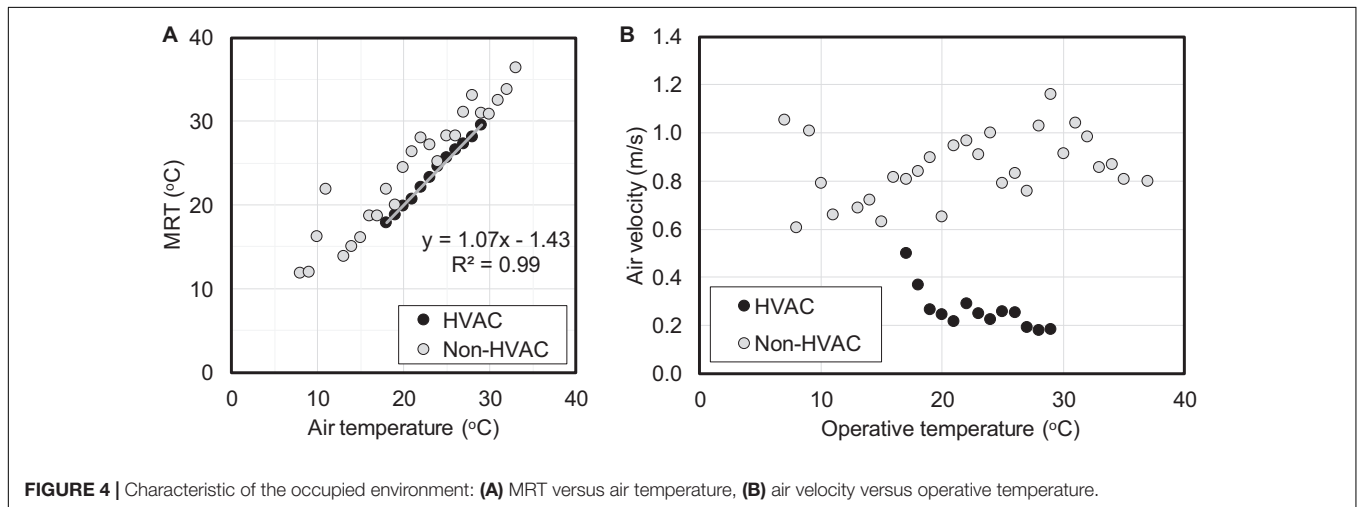 A
40
30
20
10
0
MRT (°C)
y = 1.07x - 1.43
R² = 0.99
HVAC
Non-HVAC
0 10 20 30 40
Air temperature (°C)
B
1.4
1.2
1.0
0.8
0.6
0.4
0.2
0.0
Air velocity (m/s)
HVAC
Non-HVAC
0 10 20 30 40
Operative temperature (°C)
FIGURE 4 | Characteristic of the occupied environment: (A) MRT versus air temperature, (B) air velocity versus operative temperature.